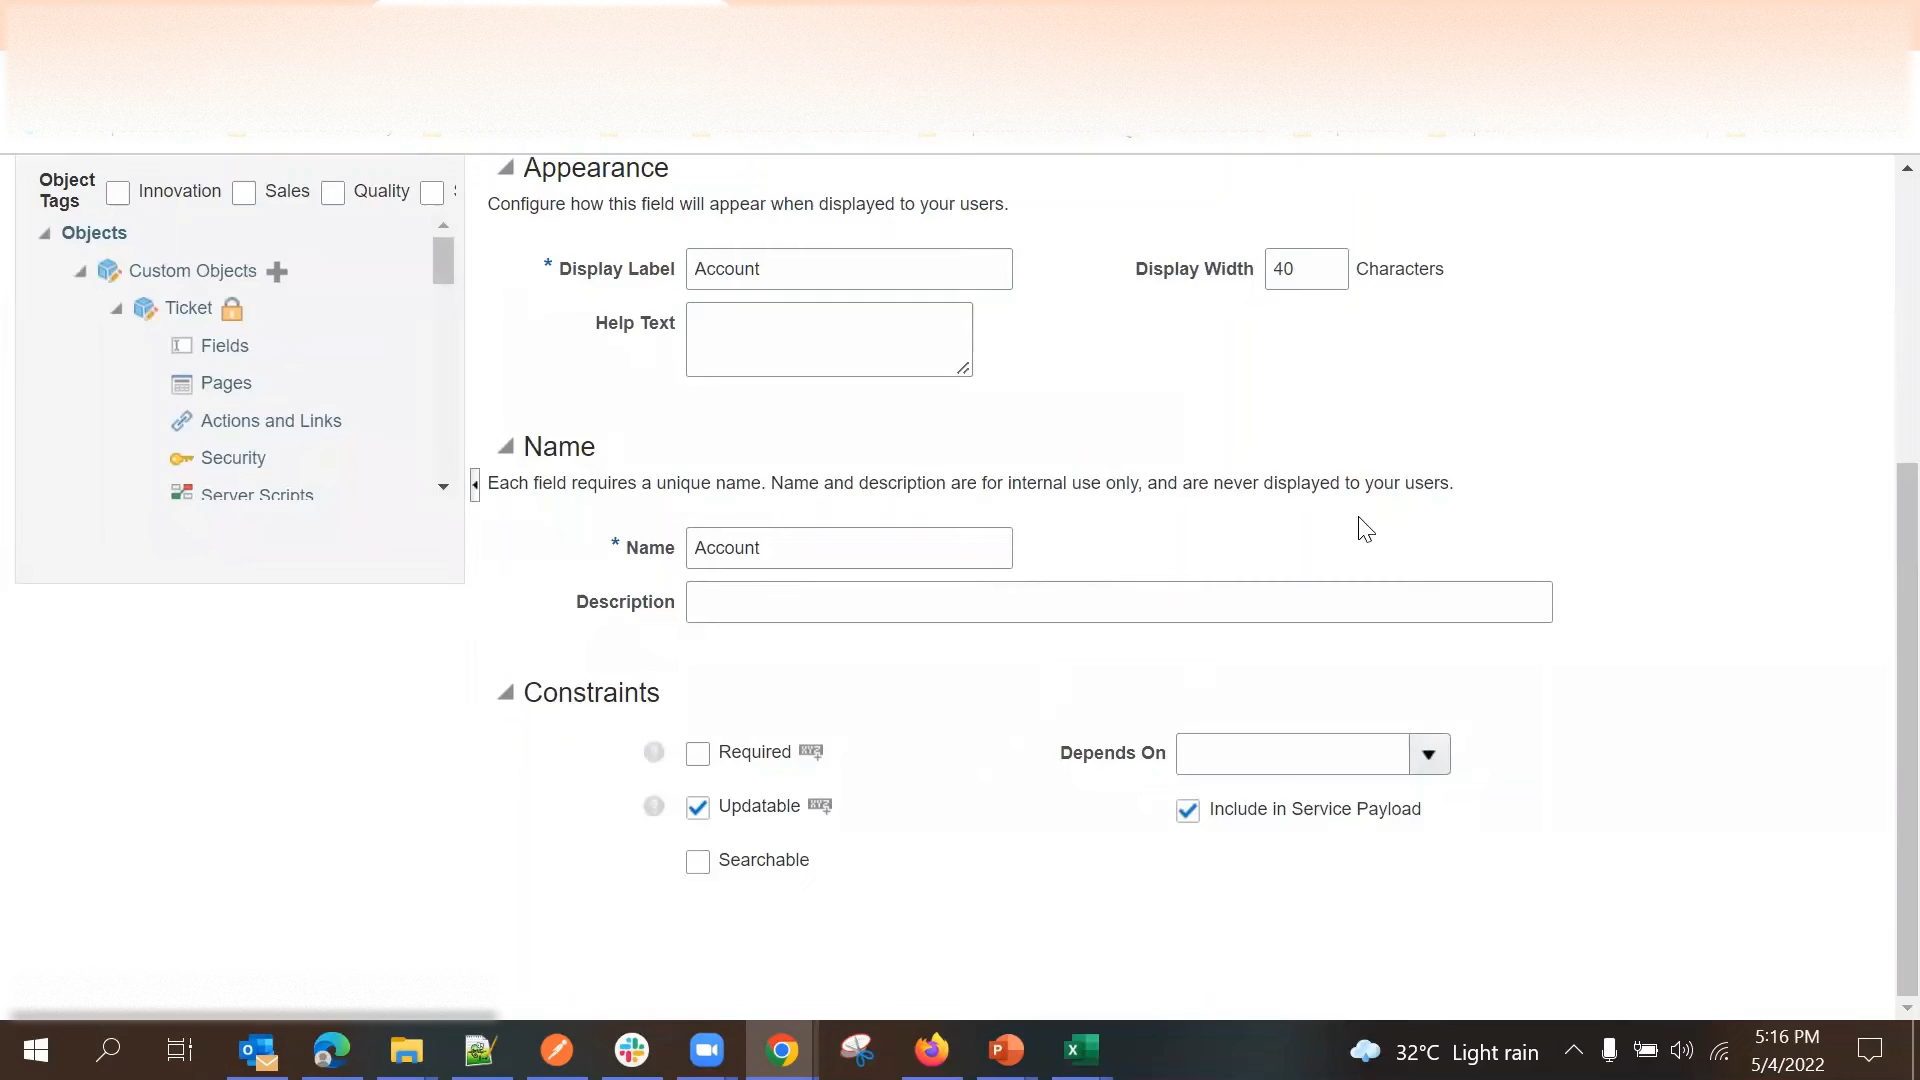 Object Tags
Innovation
Sales
Quality
Objects
Custom Objects
Ticket
Fields
Pages
Actions and Links
Security
Server Scripts
Appearance
Configure how this field will appear when displayed to your users.
* Display Label
Account
Display Width
40
Characters
Help Text
Name
Each field requires a unique name. Name and description are for internal use only, and are never displayed to your users.
* Name
Account
Description
Constraints
Required
Depends On
Updatable
Include in Service Payload
Searchable
32°C Light rain
5:16 PM
5/4/2022